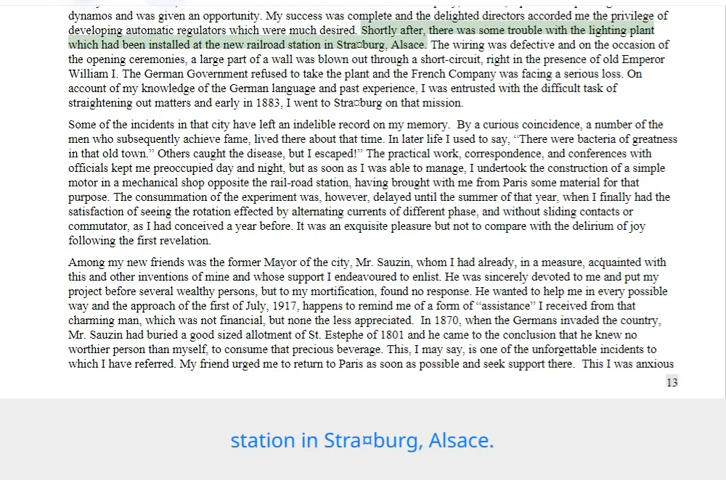 dynamos and was given an opportunity. My success was complete and the delighted directors accorded me the privilege of
developing automatic regulators which were much desired. Shortly after, there was some trouble with the lighting plant
which had been installed at the new railroad station in Stra¤burg, Alsace. The wiring was defective and on the occasion of
the opening ceremonies, a large part of a wall was blown out through a short-circuit, right in the presence of old Emperor
William I. The German Government refused to take the plant and the French Company was facing a serious loss. On
account of my knowledge of the German language and past experience, I was entrusted with the difficult task of
straightening out matters and early in 1883, I went to Stra¤burg on that mission.
Some of the incidents in that city have left an indelible record on my memory. By a curious coincidence, a number of the
men who subsequently achieve fame, lived there about that time. In later life I used to say, “There were bacteria of greatness
in that old town.” Others caught the disease, but I escaped!” The practical work, correspondence, and conferences with
officials kept me preoccupied day and night, but as soon as I was able to manage, I undertook the construction of a simple
motor in a mechanical shop opposite the rail-road station, having brought with me from Paris some material for that
purpose. The consummation of the experiment was, however, delayed until the summer of that year, when I finally had the
satisfaction of seeing the rotation effected by alternating currents of different phase, and without sliding contacts or
commutator, as I had conceived a year before. It was an exquisite pleasure but not to compare with the delirium of joy
following the first revelation.
Among my new friends was the former Mayor of the city, Mr. Sauzin, whom I had already, in a measure, acquainted with
this and other inventions of mine and whose support I endeavoured to enlist. He was sincerely devoted to me and put my
project before several wealthy persons, but to my mortification, found no response. He wanted to help me in every possible
way and the approach of the first of July, 1917, happens to remind me of a form of “assistance” I received from that
charming man, which was not financial, but none the less appreciated. In 1870, when the Germans invaded the country,
Mr. Sauzin had buried a good sized allotment of St. Estephe of 1801 and he came to the conclusion that he knew no
worthier person than myself, to consume that precious beverage. This, I may say, is one of the unforgettable incidents to
which I have referred. My friend urged me to return to Paris as soon as possible and seek support there. This I was anxious
13
station in Stra¤burg, Alsace.